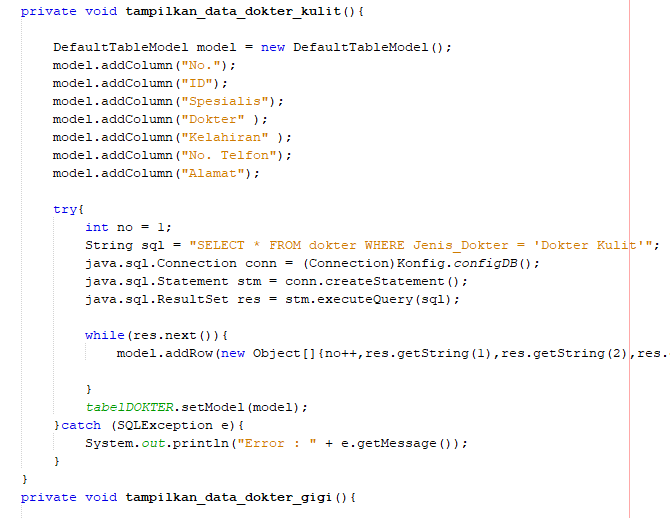 private void tampilkan_data_dokter_kulit(){
DefaultTableModel model = new DefaultTableModel();
model.addColumn("No.");
model.addColumn("ID");
model.addColumn("Spesialis");
model.addColumn("Dokter" );
model.addColumn("Kelahiran" );
model.addColumn("No. Telfon");
model.addColumn("Alamat");
try{
int no = 1;
String sql = "SELECT * FROM dokter WHERE Jenis_Dokter = 'Dokter Kulit'";
java.sql.Connection conn = (Connection)Konfig.configDB();
java.sql.Statement stm = conn.createStatement();
java.sql.ResultSet res = stm.executeQuery(sql);
while(res.next()){
model.addRow(new Object[]{no++,res.getString(1),res.getString(2),res.
}
tabelDOKTER.setModel(model);
}catch (SQLException e){
System.out.println("Error : " + e.getMessage());
}
}
private void tampilkan_data_dokter_gigi(){